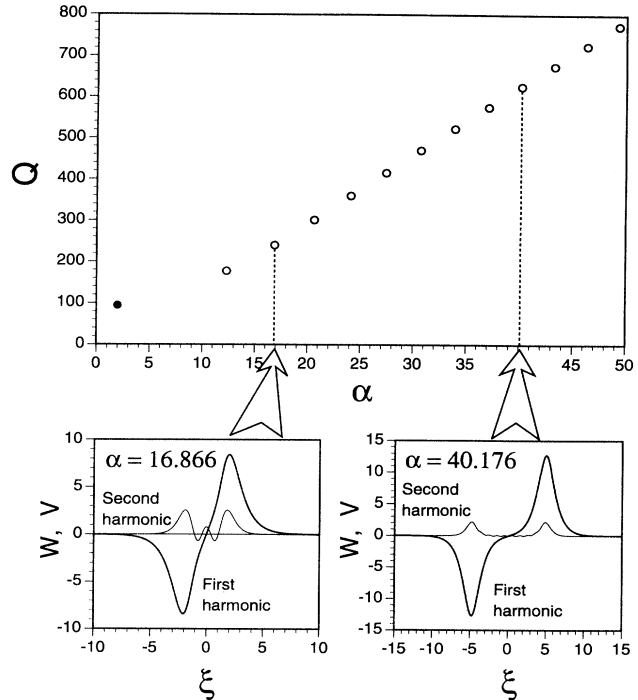 800
700
600
500
400
300
200
100
0
Q
0 5 10 15 20 25 30 35 40 45 50
α
10
5
0
-5
-10
W, V
α = 16.866
Second
harmonic
First
harmonic
-10 -5 0 5 10
ξ
15
10
5
0
-5
-10
-15
W, V
α = 40.176
Second
harmonic
First
harmonic
-15 -10 -5 0 5 10 15
ξ